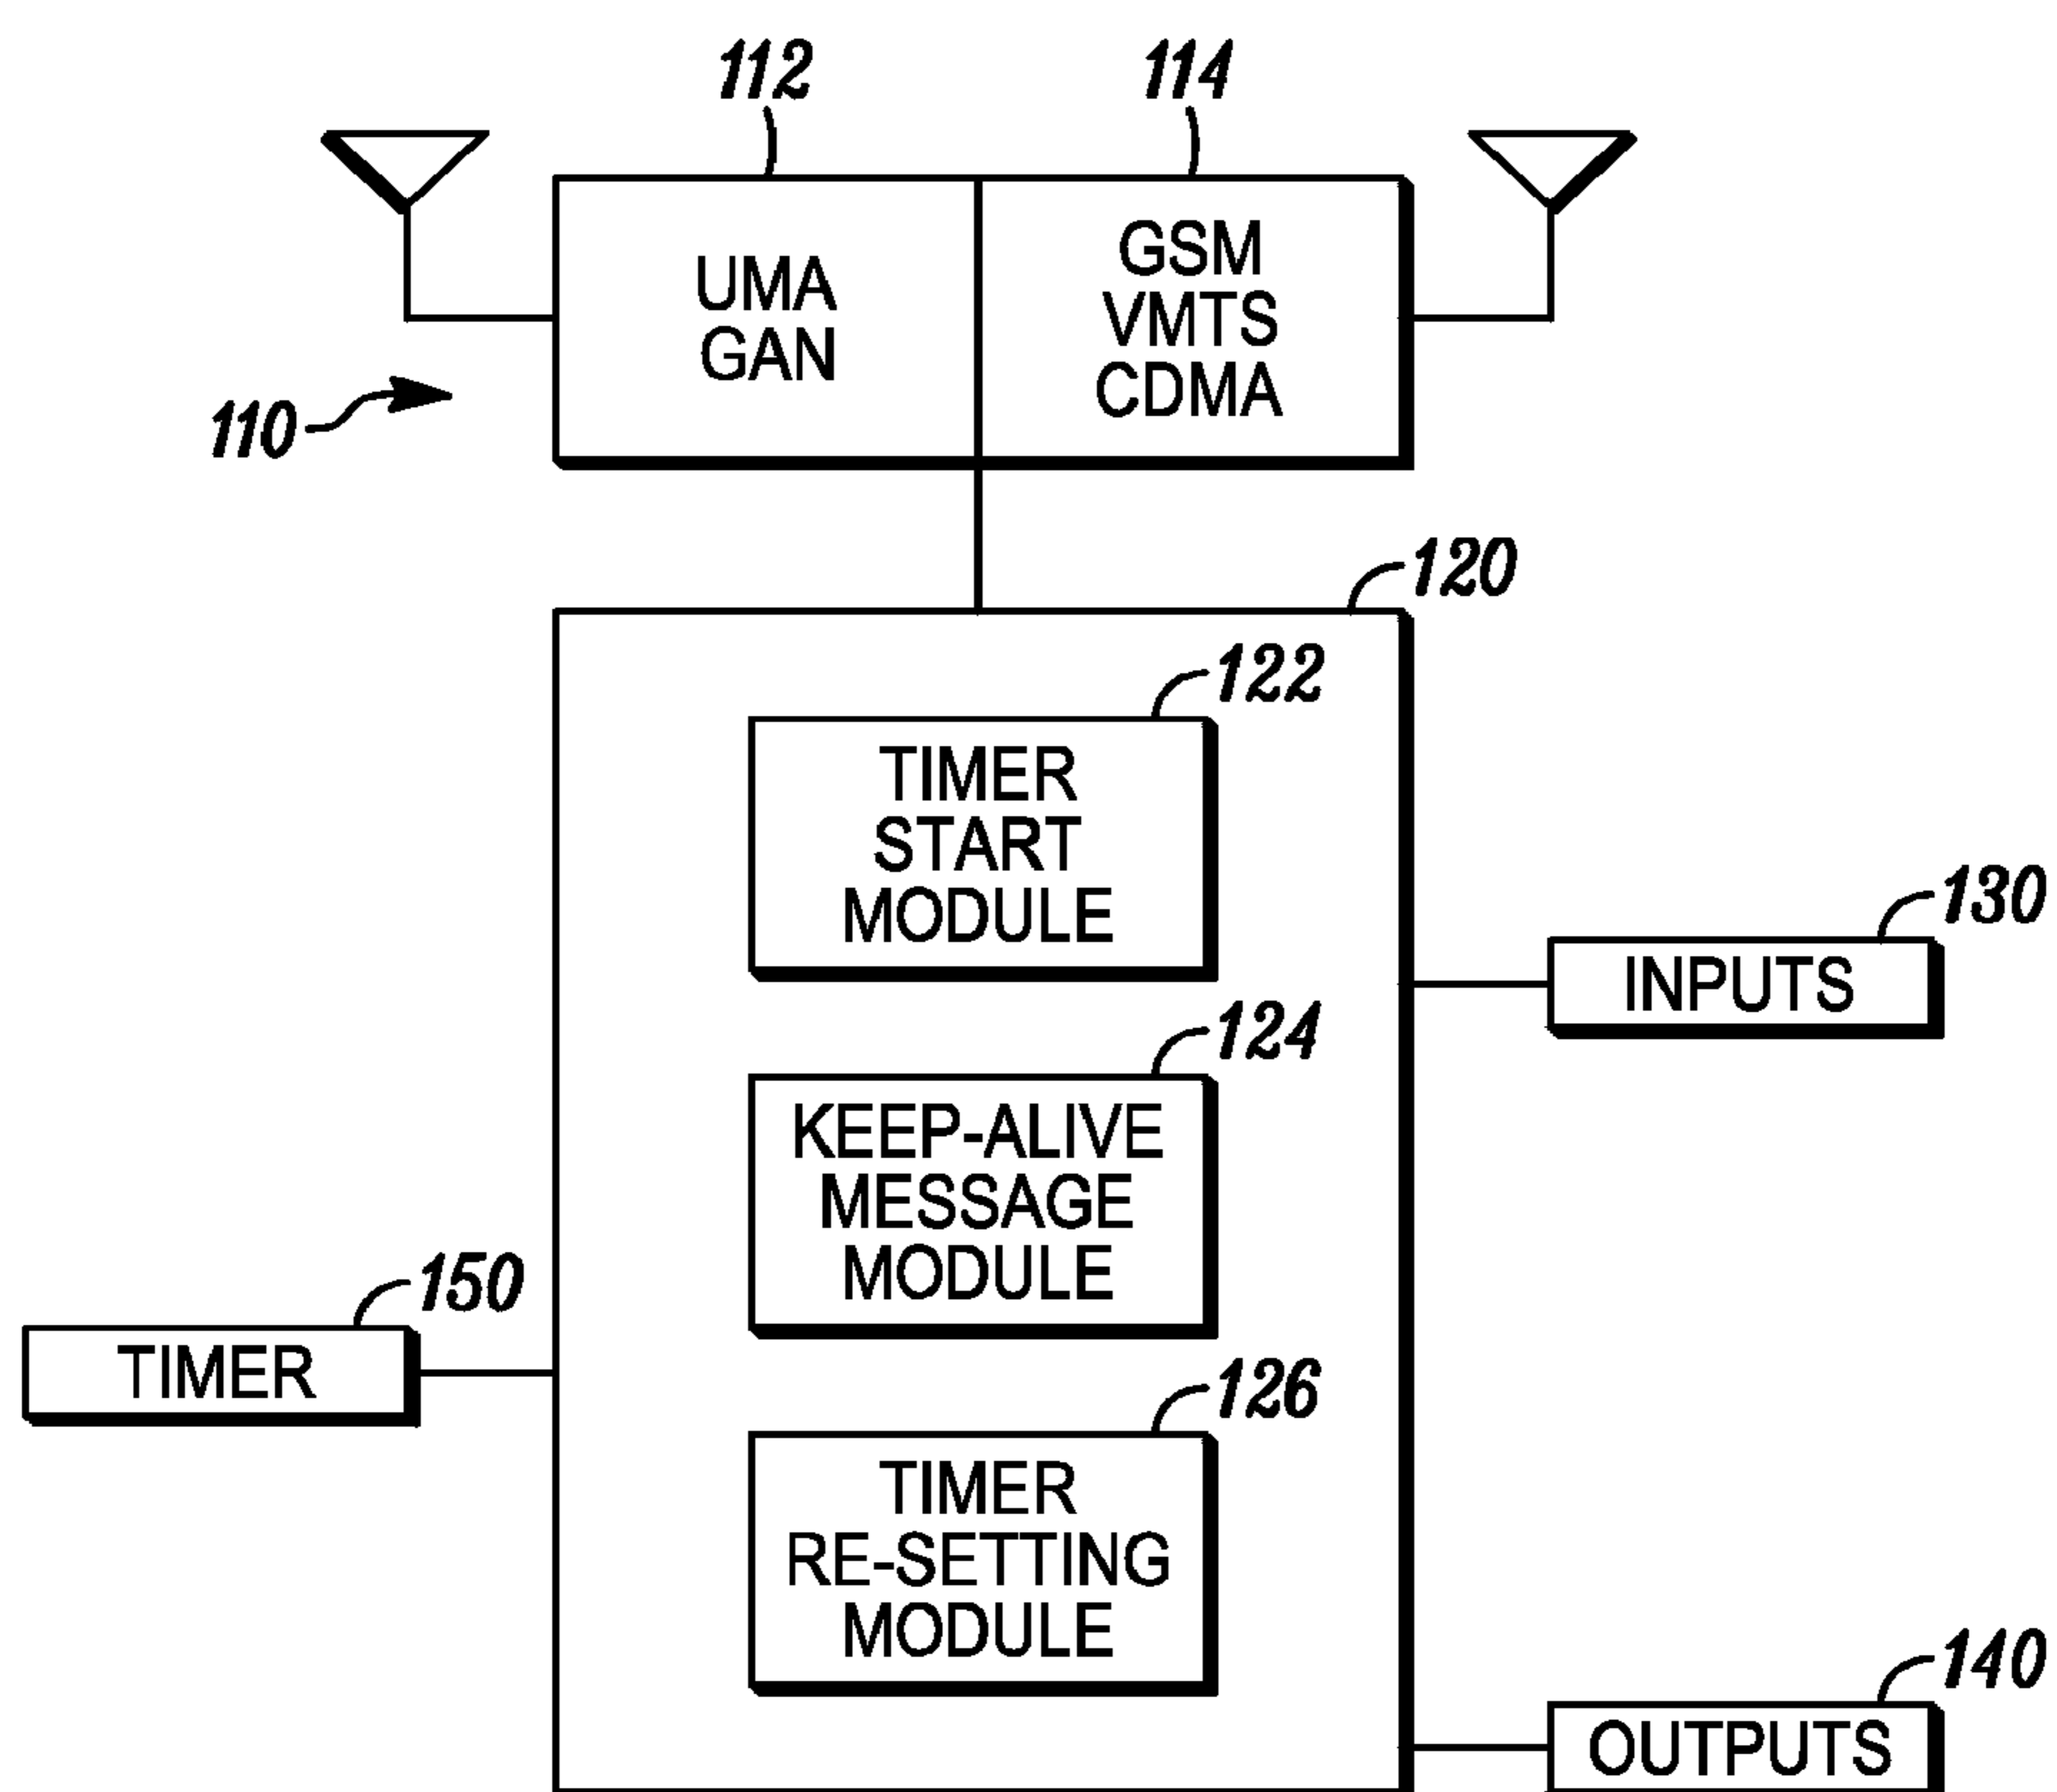 112
114
UMA
GAN
GSM
VMTS
CDMA
110
120
122
TIMER
START
MODULE
130
INPUTS
124
KEEP-ALIVE
MESSAGE
MODULE
150
TIMER
126
TIMER
RE-SETTING
MODULE
140
OUTPUTS